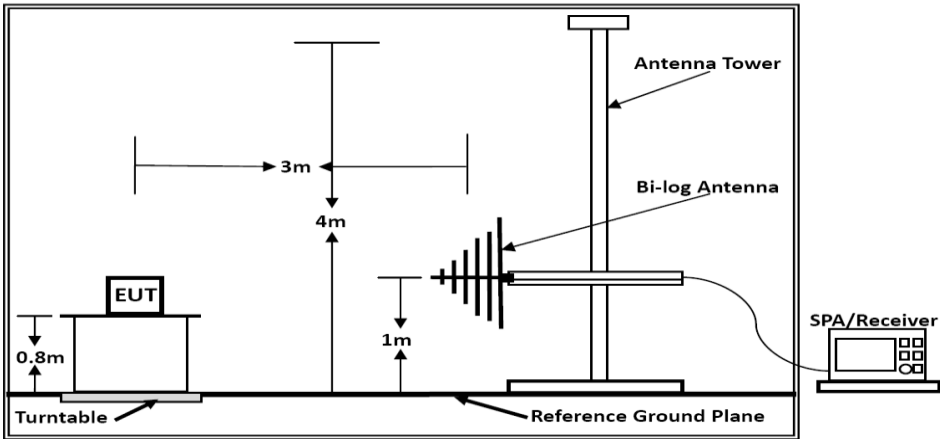 Antenna Tower
3m
Bi-log Antenna
4m
EUT
SPA/Receiver
1m
0.8m
Turntable
Reference Ground Plane